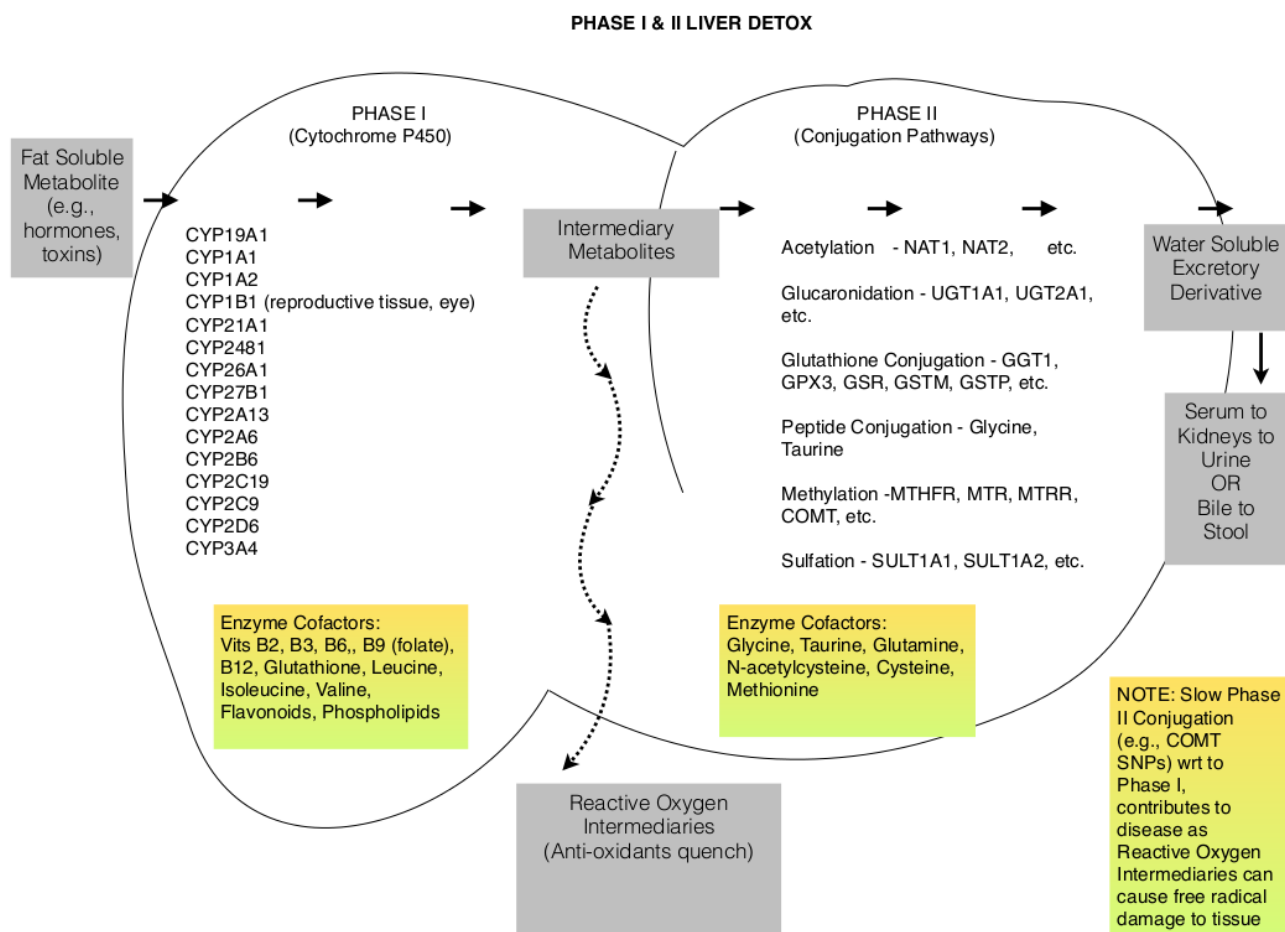 PHASE I & II LIVER DETOX
PHASE I
(Cytochrome P450)
PHASE II
(Conjugation Pathways)
Fat Soluble
Metabolite
(e.g.,
hormones,
toxins)
CYP19A1
CYP1A1
CYP1A2
CYP1B1 (reproductive tissue, eye)
CYP21A1
CYP2481
CYP26A1
CYP27B1
CYP2A13
CYP2A6
CYP2B6
CYP2C19
CYP2C9
CYP2D6
CYP3A4
Intermediary
Metabolites
Acetylation - NAT1, NAT2, etc.
Glucaronidation - UGT1A1, UGT2A1,
etc.
Glutathione Conjugation - GGT1,
GPX3, GSR, GSTM, GSTP, etc.
Peptide Conjugation - Glycine,
Taurine
Methylation -MTHFR, MTR, MTRR,
COMT, etc.
Sulfation - SULT1A1, SULT1A2, etc.
Water Soluble
Excretory
Derivative
Serum to
Kidneys to
Urine
OR
Bile to
Stool
Enzyme Cofactors:
Vits B2, B3, B6,, B9 (folate),
B12, Glutathione, Leucine,
Isoleucine, Valine,
Flavonoids, Phospholipids
Enzyme Cofactors:
Glycine, Taurine, Glutamine,
N-acetylcysteine, Cysteine,
Methionine
Reactive Oxygen
Intermediaries
(Anti-oxidants quench)
NOTE: Slow Phase
II Conjugation
(e.g., COMT
SNPs) wrt to
Phase I,
contributes to
disease as
Reactive Oxygen
Intermediaries can
cause free radical
damage to tissue